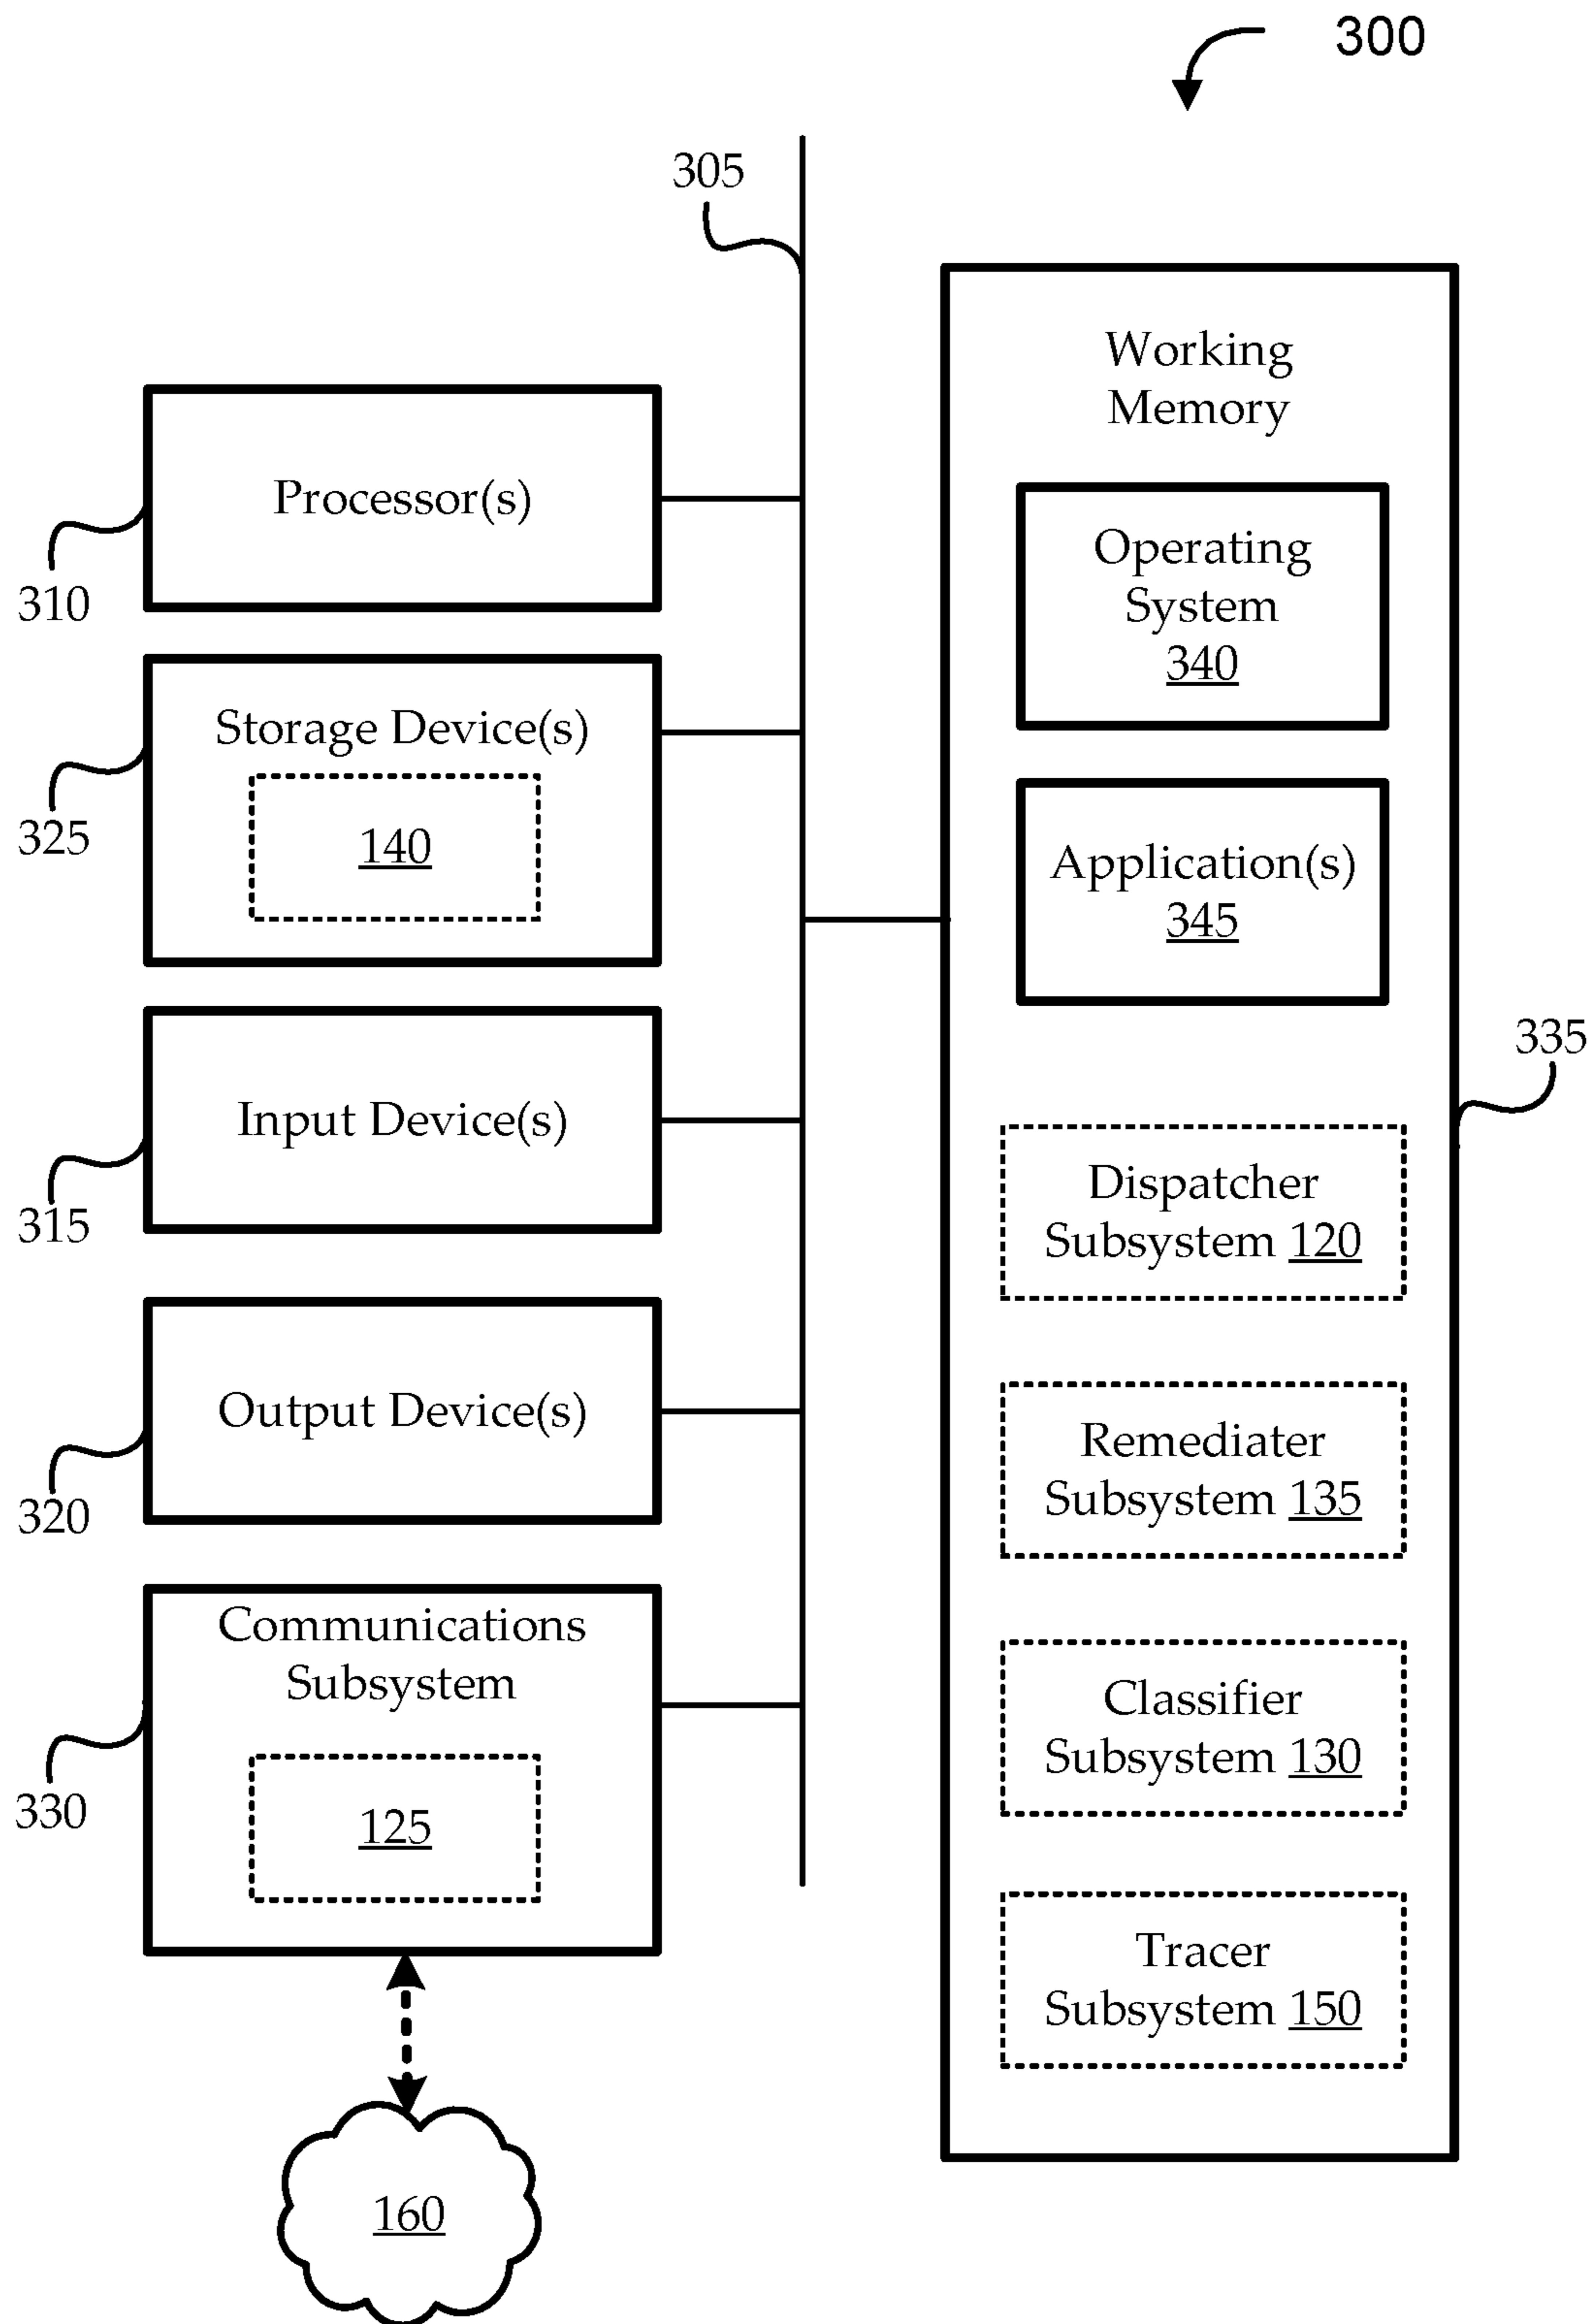 300
305
Processor(s)
310
Storage Device(s)
140
325
Input Device(s)
315
Output Device(s)
320
Communications
Subsystem
125
330
160
Working
Memory
Operating
System
340
Application(s)
345
335
Dispatcher
Subsystem 120
Remediater
Subsystem 135
Classifier
Subsystem 130
Tracer
Subsystem 150